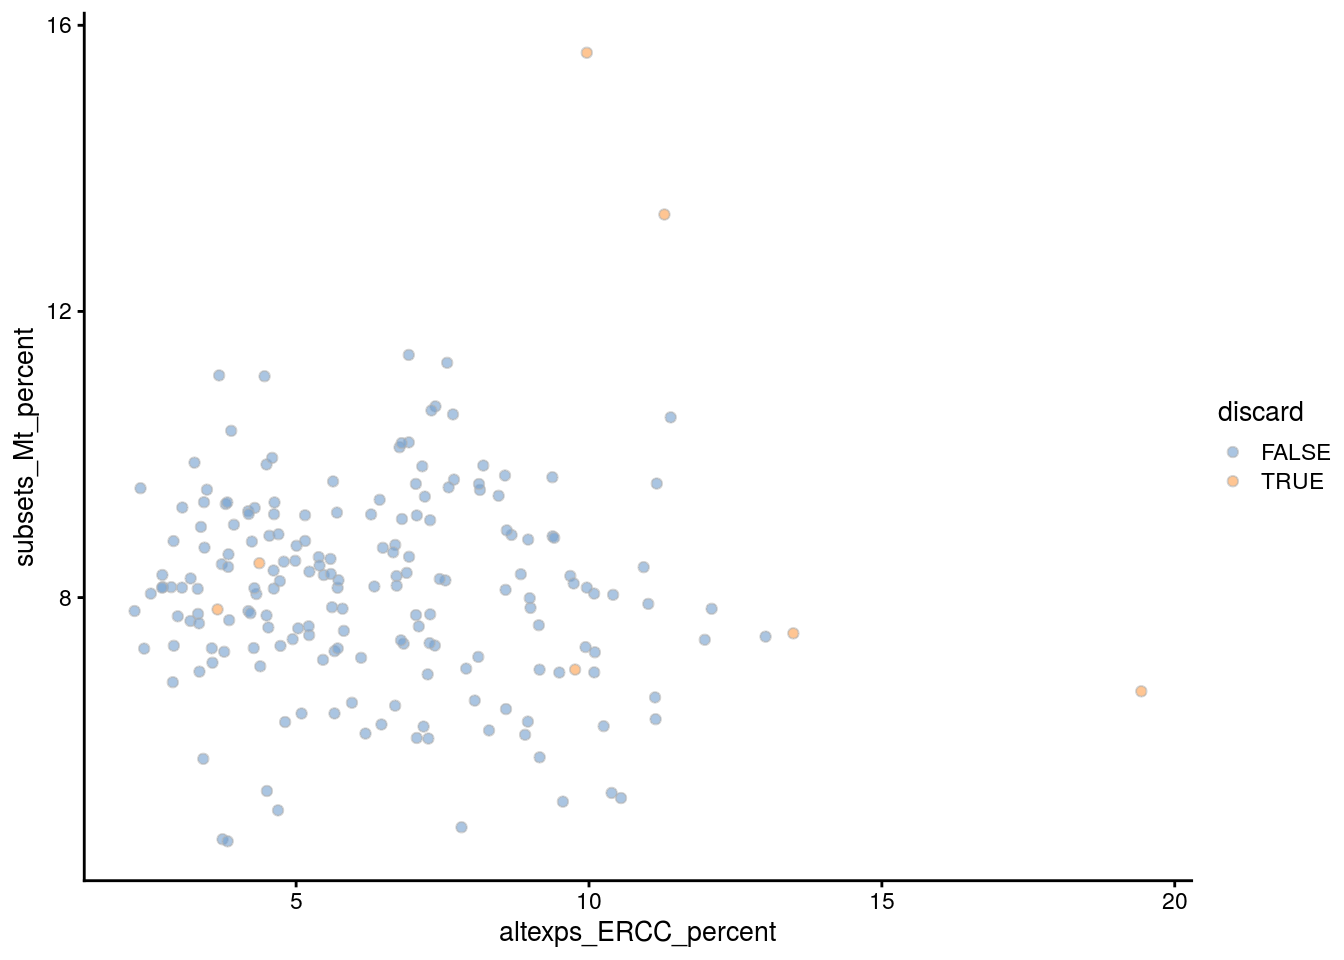 16
12
8
subsets_Mt_percent
5
10
15
20
altexps_ERCC_percent
discard
FALSE
TRUE